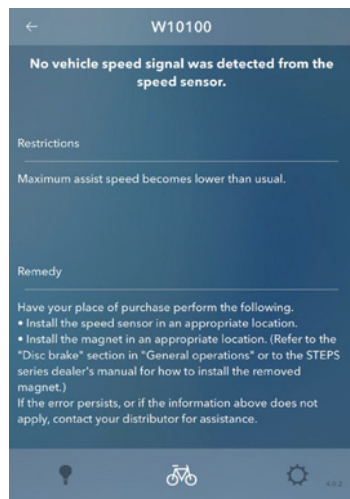 W10100
No vehicle speed signal was detected from the
speed sensor.
Restrictions
Maximum assist speed becomes lower than usual.
Remedy
Have your place of purchase perform the following.
• Install the speed sensor in an appropriate location.
• Install the magnet in an appropriate location. (Refer to the
"Disc brake" section in "General operations" or to the STEPS
series dealer's manual for how to install the removed
magnet.)
If the error persists, or if the information above does not
apply, contact your distributor for assistance.